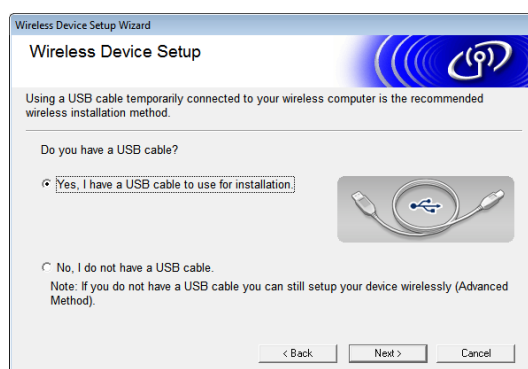 Wireless Device Setup Wizard
Wireless Device Setup
Using a USB cable temporarily connected to your wireless computer is the recommended
wireless installation method.
Do you have a USB cable?
Yes, I have a USB cable to use for installation.
No, I do not have a USB cable.
Note: If you do not have a USB cable you can still setup your device wirelessly (Advanced
Method).
< Back
Next >
Cancel